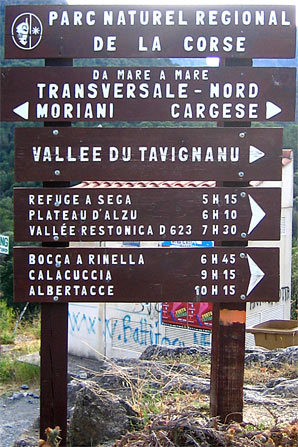 PARC NATUREL REGIONAL
DE LA CORSE
DA MARE A MARE
TRANSVERSALE - NORD
MORIANI CARGESE
VALLEE DU TAVIGNANU
REFUGE A SEGA 5 H 15
PLATEAU D'ALZU 6 H 10
VALLÉE RESTONICA D 623 7 H 30
BOCCA A RINELLA 6 H 45
CALACUCCIA 9 H 15
ALBERTACCE 10 H 15